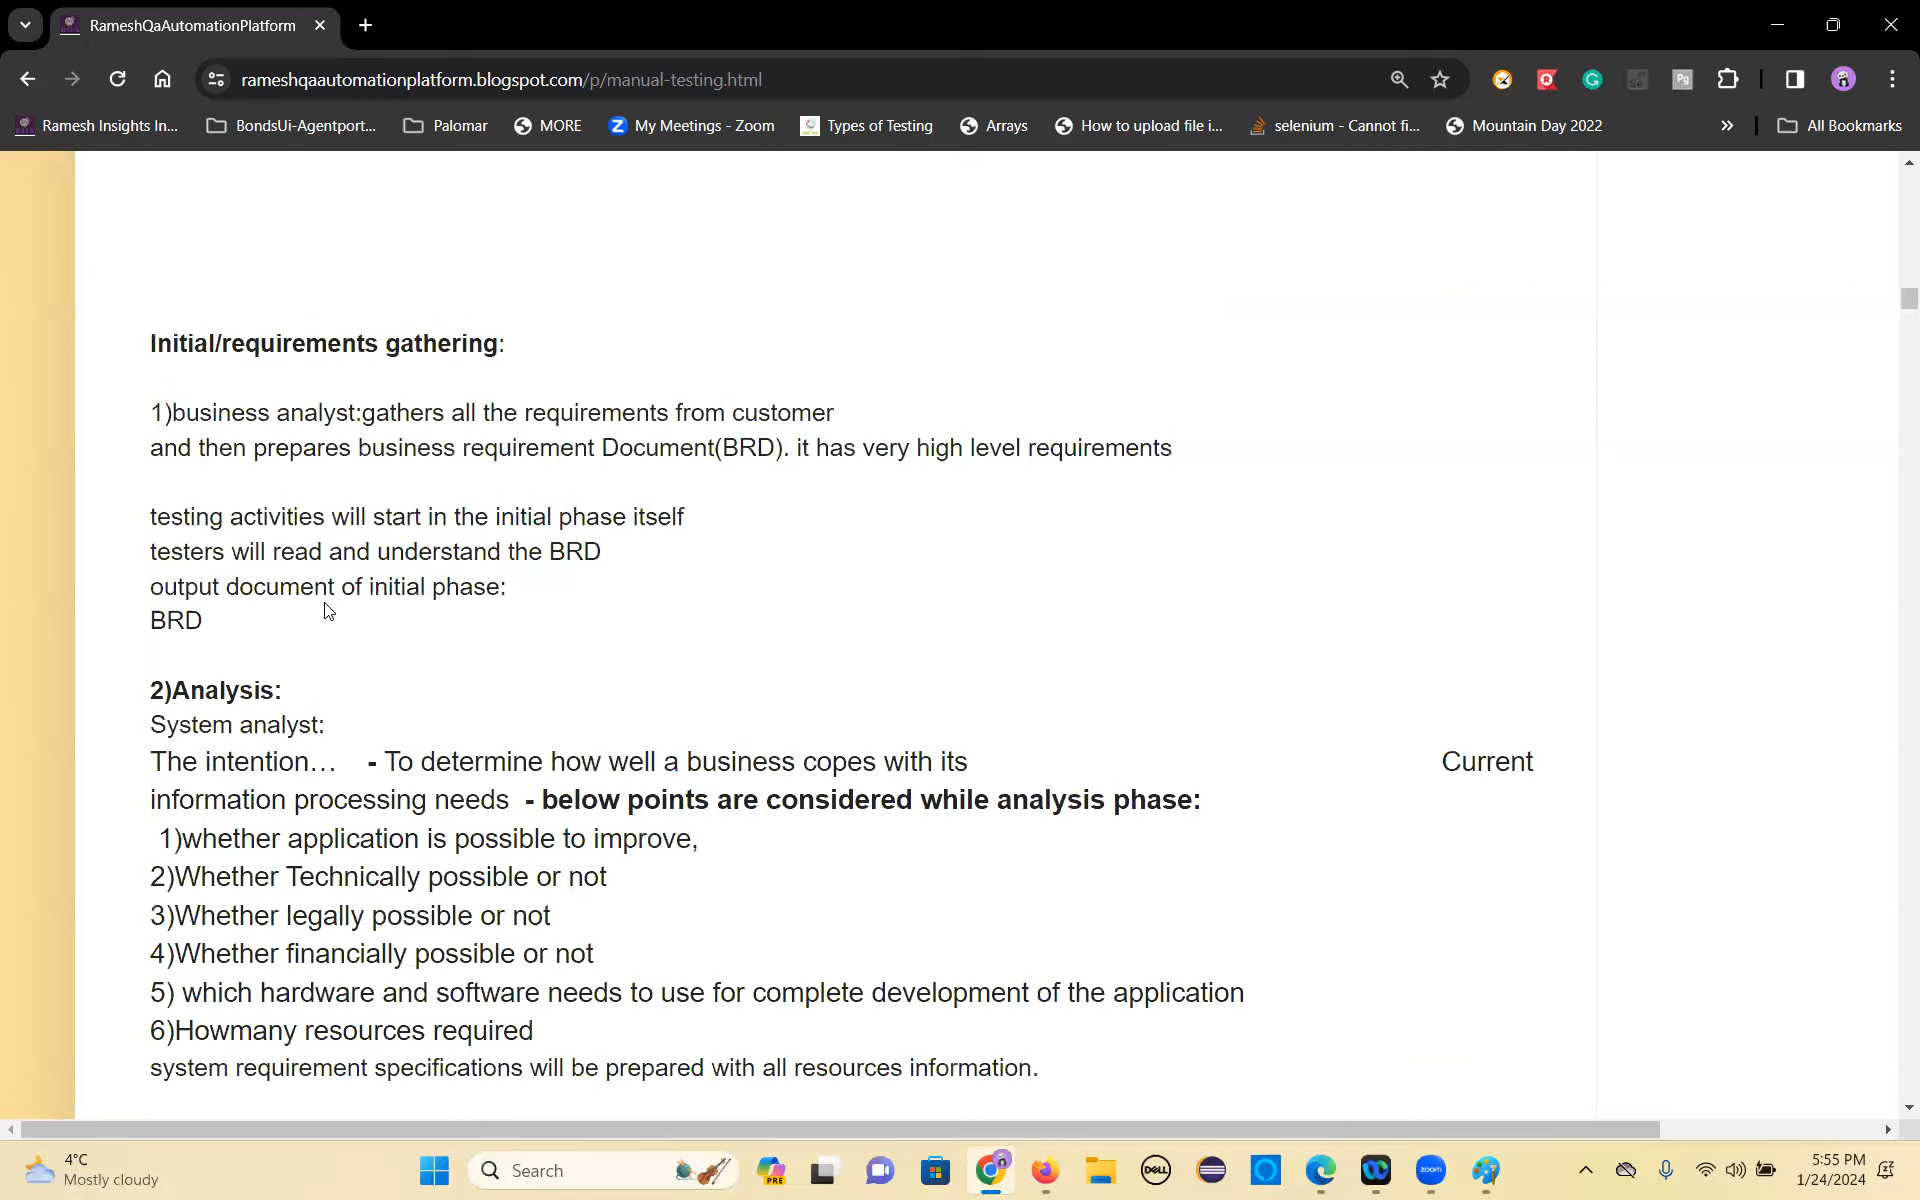 RameshQaAutomationPlatform
rameshqaautomationplatform.blogspot.com/p/manual-testing.html
Ramesh Insights In... BondsUi-Agentport... Palomar MORE My Meetings - Zoom Types of Testing Arrays How to upload file i... selenium - Cannot fi... Mountain Day 2022 » All Bookmarks
Initial/requirements gathering:
1)business analyst:gathers all the requirements from customer
and then prepares business requirement Document(BRD). it has very high level requirements
testing activities will start in the initial phase itself
testers will read and understand the BRD
output document of initial phase:
BRD
2)Analysis:
System analyst:
The intention… - To determine how well a business copes with its Current
information processing needs - below points are considered while analysis phase:
1)whether application is possible to improve,
2)Whether Technically possible or not
3)Whether legally possible or not
4)Whether financially possible or not
5) which hardware and software needs to use for complete development of the application
6)Howmany resources required
system requirement specifications will be prepared with all resources information.
4°C
Mostly cloudy
Search
PRE
DELL
zoom
5:55 PM
1/24/2024